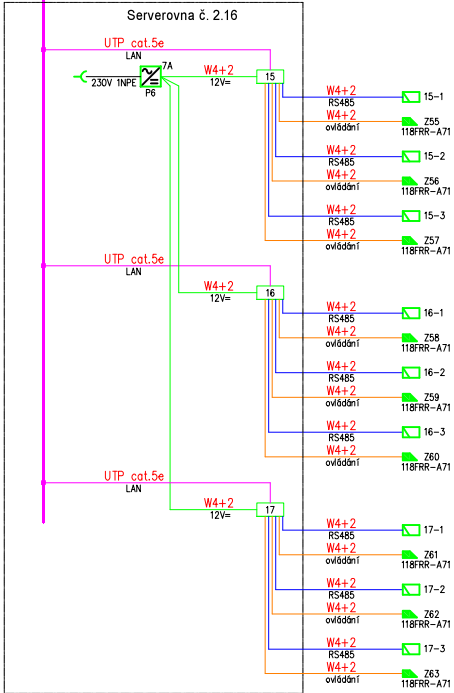 Serverovna č. 2.16
UTP cat.5e
LAN
7A
230V 1NPE
P6
W4+2
12V=
15
W4+2
RS485
15-1
W4+2
ovládání
Z55
118FRR-A71
W4+2
RS485
15-2
W4+2
ovládání
Z56
118FRR-A71
W4+2
RS485
15-3
W4+2
ovládání
Z57
118FRR-A71
UTP cat.5e
LAN
W4+2
12V=
16
W4+2
RS485
16-1
W4+2
ovládání
Z58
118FRR-A71
W4+2
RS485
16-2
W4+2
ovládání
Z59
118FRR-A71
W4+2
RS485
16-3
W4+2
ovládání
Z60
118FRR-A71
UTP cat.5e
LAN
W4+2
12V=
17
W4+2
RS485
17-1
W4+2
ovládání
Z61
118FRR-A71
W4+2
RS485
17-2
W4+2
ovládání
Z62
118FRR-A71
W4+2
RS485
17-3
W4+2
ovládání
Z63
118FRR-A71